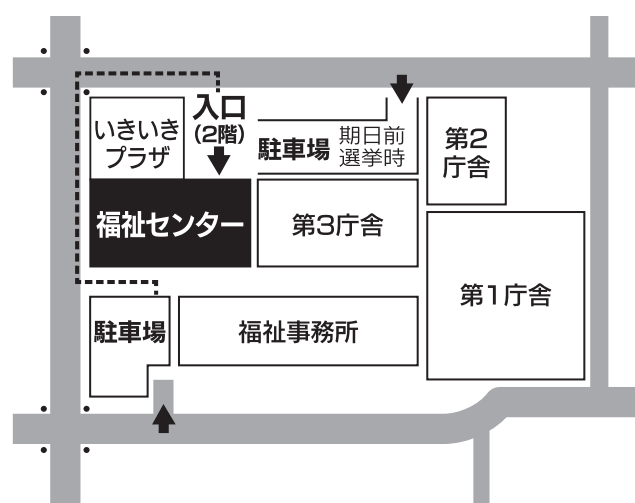 入口
(2階)
いきいき
プラザ
駐車場
期日前
選挙時
第2
庁舎
福祉センター
第3庁舎
第1庁舎
駐車場
福祉事務所